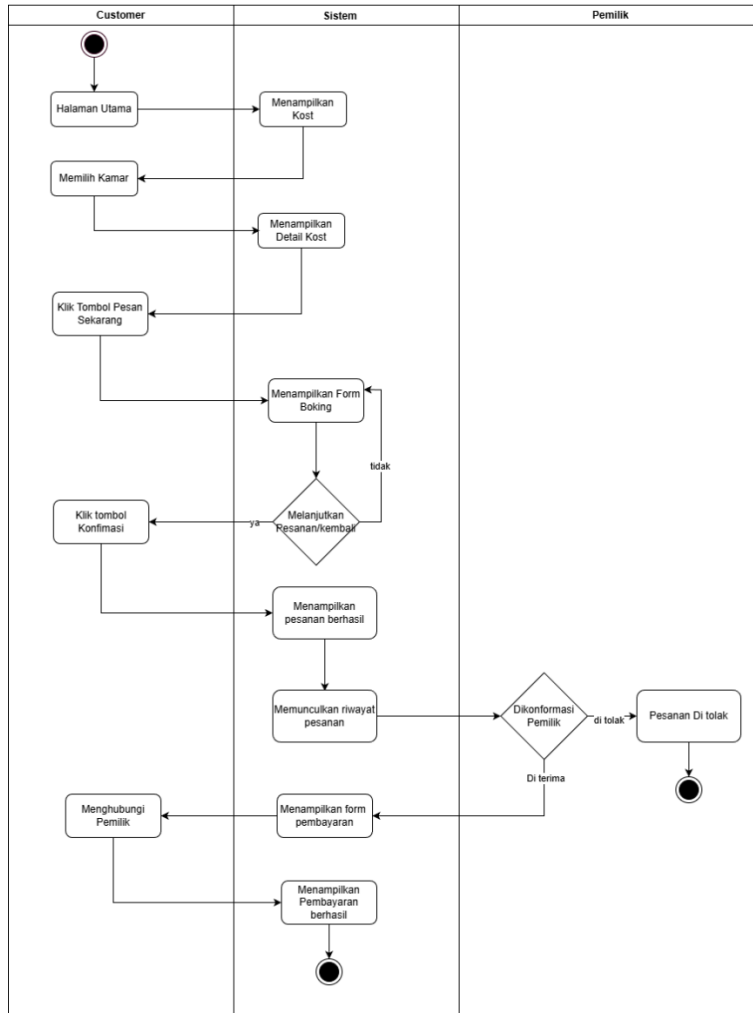 Customer
Sistem
Pemilik
Halaman Utama
Menampilkan
Kost
Memilih Kamar
Menampilkan
Detail Kost
Klik Tombol Pesan
Sekarang
Menampilkan Form
Boking
tidak
Melanjutkan
Pesanan/kembali
ya
Klik tombol
Konfimasi
Menampilkan
pesanan berhasil
Memunculkan riwayat
pesanan
Dikonformasi
Pemilik
di tolak
Pesanan Di tolak
Di terima
Menampilkan form
pembayaran
Menghubungi
Pemilik
Menampilkan
Pembayaran
berhasil